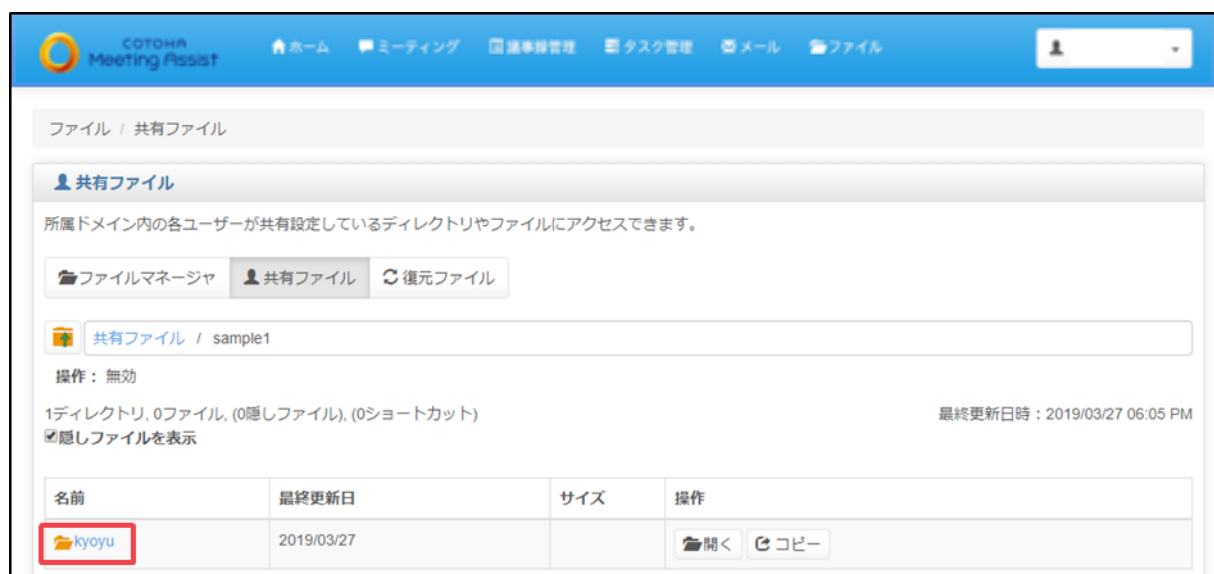 COTOHA
Meeting Assist
ホーム ミーティング 議事録管理 タスク管理 メール ファイル
ファイル / 共有ファイル
共有ファイル
所属ドメイン内の各ユーザーが共有設定しているディレクトリやファイルにアクセスできます。
ファイルマネージャ 共有ファイル 復元ファイル
共有ファイル / sample1
操作： 無効
1ディレクトリ, 0ファイル, (0隠しファイル), (0ショートカット) 最終更新日時：2019/03/27 06:05 PM
隠しファイルを表示
名前 最終更新日 サイズ 操作
kyoyu 2019/03/27 開く コピー